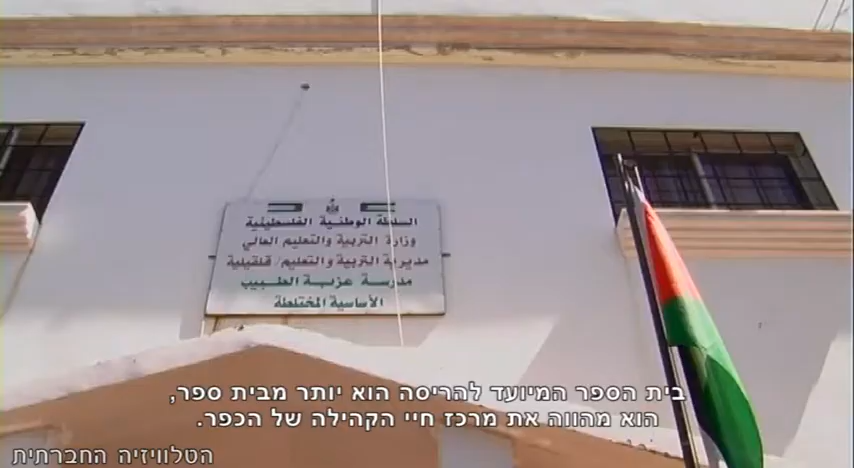 السلطة الوطنية الفلسطينية
وزارة التربية والتعليم العالي
مديرية التربية والتعليم / قلقيلية
مدرسة عزبة الطبيب
الأساسية المختلطة
בית הספר המיועד להריסה הוא יותר מבית ספר,
הוא מהווה את מרכז חיי הקהילה של הכפר.
הטלוויזיה החברתית